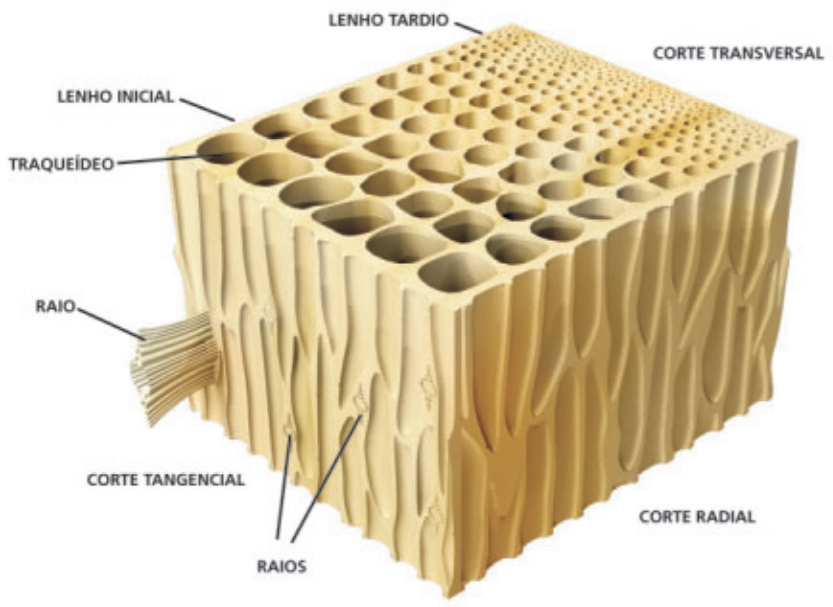 LENHO TARDIO
CORTE TRANSVERSAL
LENHO INICIAL
TRAQUEÍDEO
RAIO
CORTE TANGENCIAL
CORTE RADIAL
RAIOS